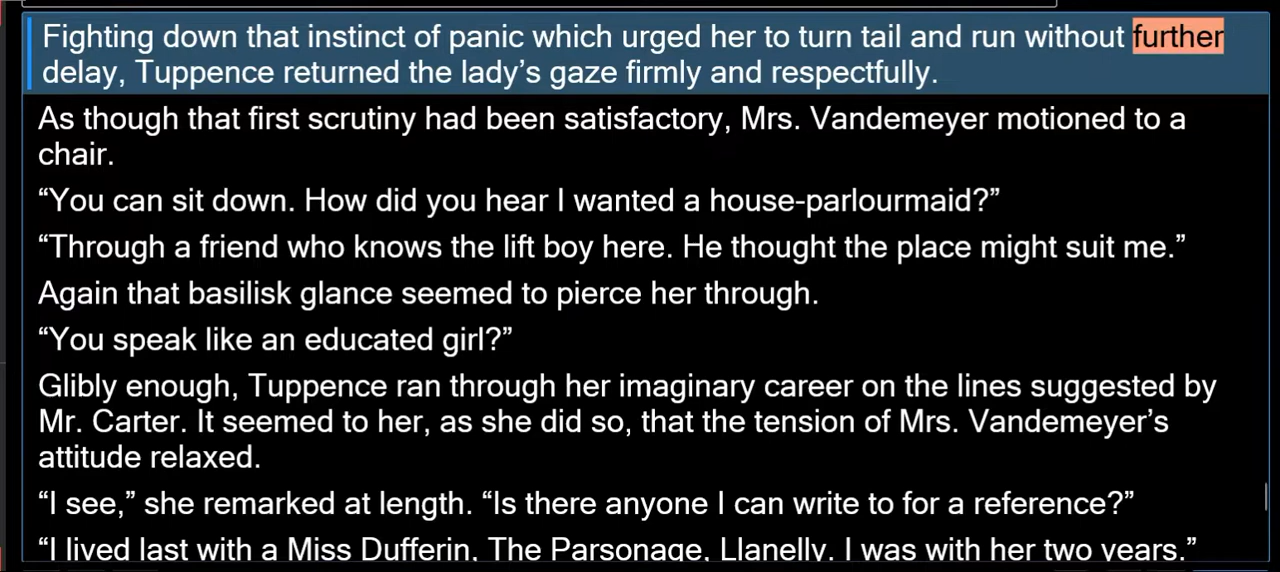 Fighting down that instinct of panic which urged her to turn tail and run without further
delay, Tuppence returned the lady’s gaze firmly and respectfully.
As though that first scrutiny had been satisfactory, Mrs. Vandemeyer motioned to a
chair.
“You can sit down. How did you hear I wanted a house-parlourmaid?”
“Through a friend who knows the lift boy here. He thought the place might suit me.”
Again that basilisk glance seemed to pierce her through.
“You speak like an educated girl?”
Glibly enough, Tuppence ran through her imaginary career on the lines suggested by
Mr. Carter. It seemed to her, as she did so, that the tension of Mrs. Vandemeyer’s
attitude relaxed.
“I see,” she remarked at length. “Is there anyone I can write to for a reference?”
“I lived last with a Miss Dufferin, The Parsonage, Llanelly. I was with her two years.”